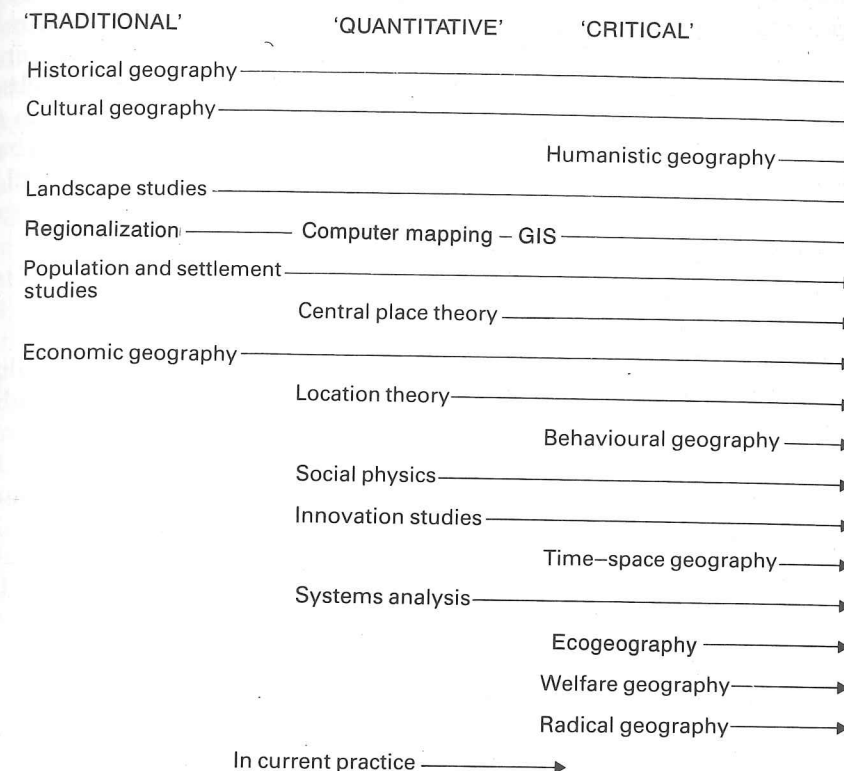 'TRADITIONAL' 'QUANTITATIVE' 'CRITICAL'
Historical geography
Cultural geography
Humanistic geography
Landscape studies
Regionalization Computer mapping – GIS
Population and settlement
studies
Central place theory
Economic geography
Location theory
Behavioural geography
Social physics
Innovation studies
Time–space geography
Systems analysis
Ecogeography
Welfare geography
Radical geography
In current practice